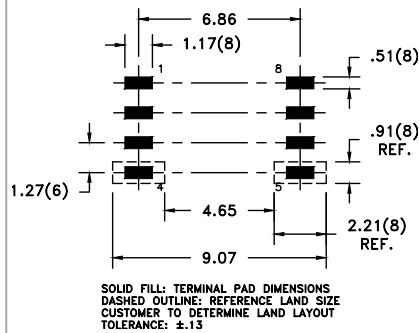 6.86
1.17(8)
1
8
.51(8)
.91(8)
REF.
1.27(6)
4
5
4.65
2.21(8)
REF.
9.07
SOLID FILL: TERMINAL PAD DIMENSIONS
DASHED OUTLINE: REFERENCE LAND SIZE
CUSTOMER TO DETERMINE LAND LAYOUT
TOLERANCE: ±.13